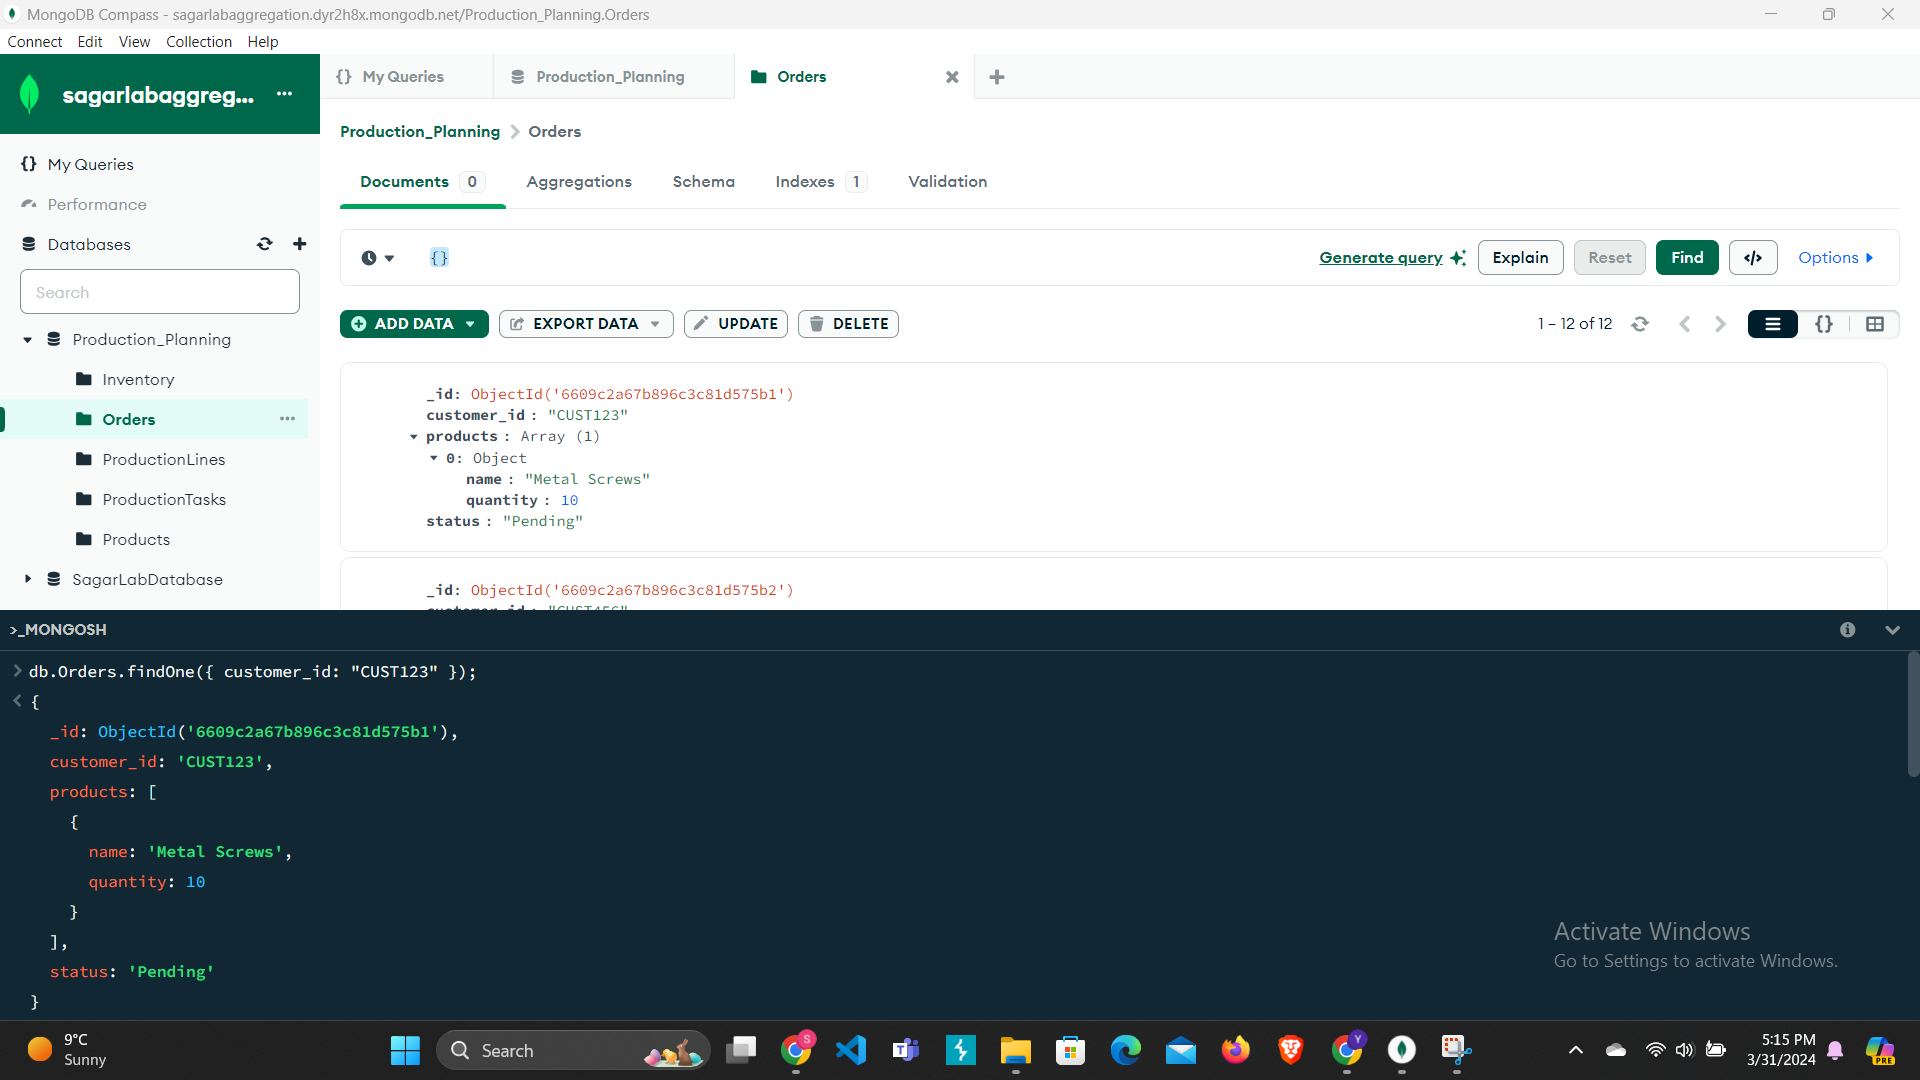 MongoDB Compass - sagarlabaggregation.dyr2h8x.mongodb.net/Production_Planning.Orders
Connect Edit View Collection Help
sagarlabaggreg... ...
{} My Queries
Production_Planning
Orders
My Queries
Performance
Databases
Search
Production_Planning
Inventory
Orders
ProductionLines
ProductionTasks
Products
SagarLabDatabase
Production_Planning > Orders
Documents 0 Aggregations Schema Indexes 1 Validation
{} Generate query Explain Reset Find </> Options
ADD DATA EXPORT DATA UPDATE DELETE 1 – 12 of 12 {}
_id: ObjectId('6609c2a67b896c3c81d575b1')
customer_id : "CUST123"
products : Array (1)
0: Object
name : "Metal Screws"
quantity : 10
status : "Pending"
_id: ObjectId('6609c2a67b896c3c81d575b2')
customer_id : "CUST456"
>_MONGOSH
> db.Orders.findOne({ customer_id: "CUST123" });
< {
_id: ObjectId('6609c2a67b896c3c81d575b1'),
customer_id: 'CUST123',
products: [
{
name: 'Metal Screws',
quantity: 10
}
],
status: 'Pending'
}
Activate Windows
Go to Settings to activate Windows.
9°C
Sunny
Search
S
Y
5:15 PM
3/31/2024
PRE